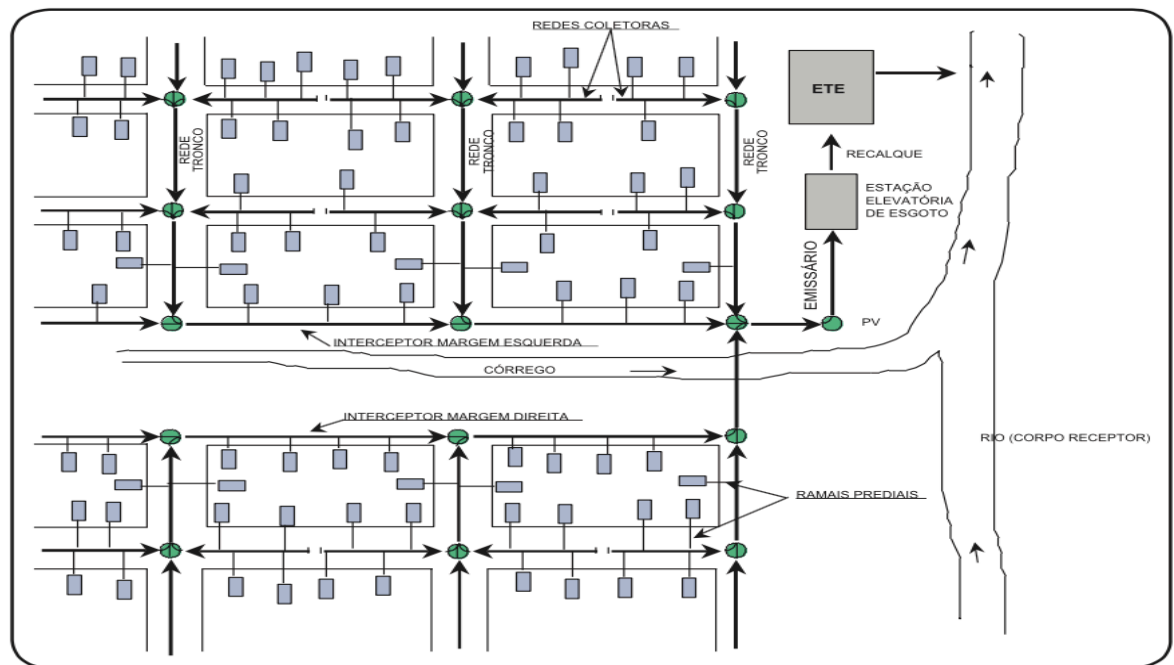 REDES COLETORAS
ETE
RECALQUE
REDE
TRONCO
REDE
TRONCO
REDE
TRONCO
ESTAÇÃO
ELEVATÓRIA
DE ESGOTO
EMISSÁRIO
PV
INTERCEPTOR MARGEM ESQUERDA
CÓRREGO
INTERCEPTOR MARGEM DIREITA
RIO (CORPO RECEPTOR)
RAMAIS PREDIAIS